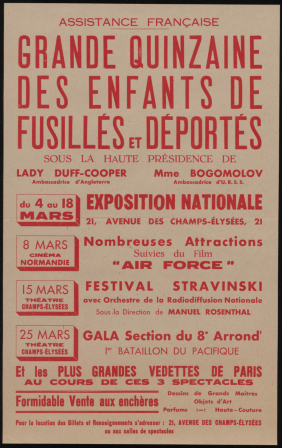 ASSISTANCE FRANÇAISE
GRANDE QUINZAINE
DES ENFANTS DE
FUSILLÉS ET DÉPORTÉS
SOUS LA HAUTE PRÉSIDENCE DE
LADY DUFF-COOPER Mme BOGOMOLOV
Ambassadrice d'Angleterre Ambassadrice d'U.R.S.S.
du 4 au 18
MARS
EXPOSITION NATIONALE
21, AVENUE DES CHAMPS-ÉLYSÉES, 21
8 MARS
CINÉMA
NORMANDIE
Nombreuses Attractions
Suivies du Film
"AIR FORCE"
15 MARS
THÉATRE
CHAMPS-ÉLYSÉES
FESTIVAL STRAVINSKI
avec Orchestre de la Radiodiffusion Nationale
Sous la Direction de MANUEL ROSENTHAL
25 MARS
THÉATRE
CHAMPS-ÉLYSÉES
GALA Section du 8e Arrondt
1er BATAILLON DU PACIFIQUE
Et les PLUS GRANDES VEDETTES DE PARIS
AU COURS DE CES 3 SPECTACLES
Formidable Vente aux enchères
Dessins de Grands Maitres
Objets d'Art
Parfums Haute-Couture
Pour la location des Billets et Renseignements s'adresser : 21, AVENUE DES CHAMPS-ÉLYSÉES
ou aux salles de spectacles